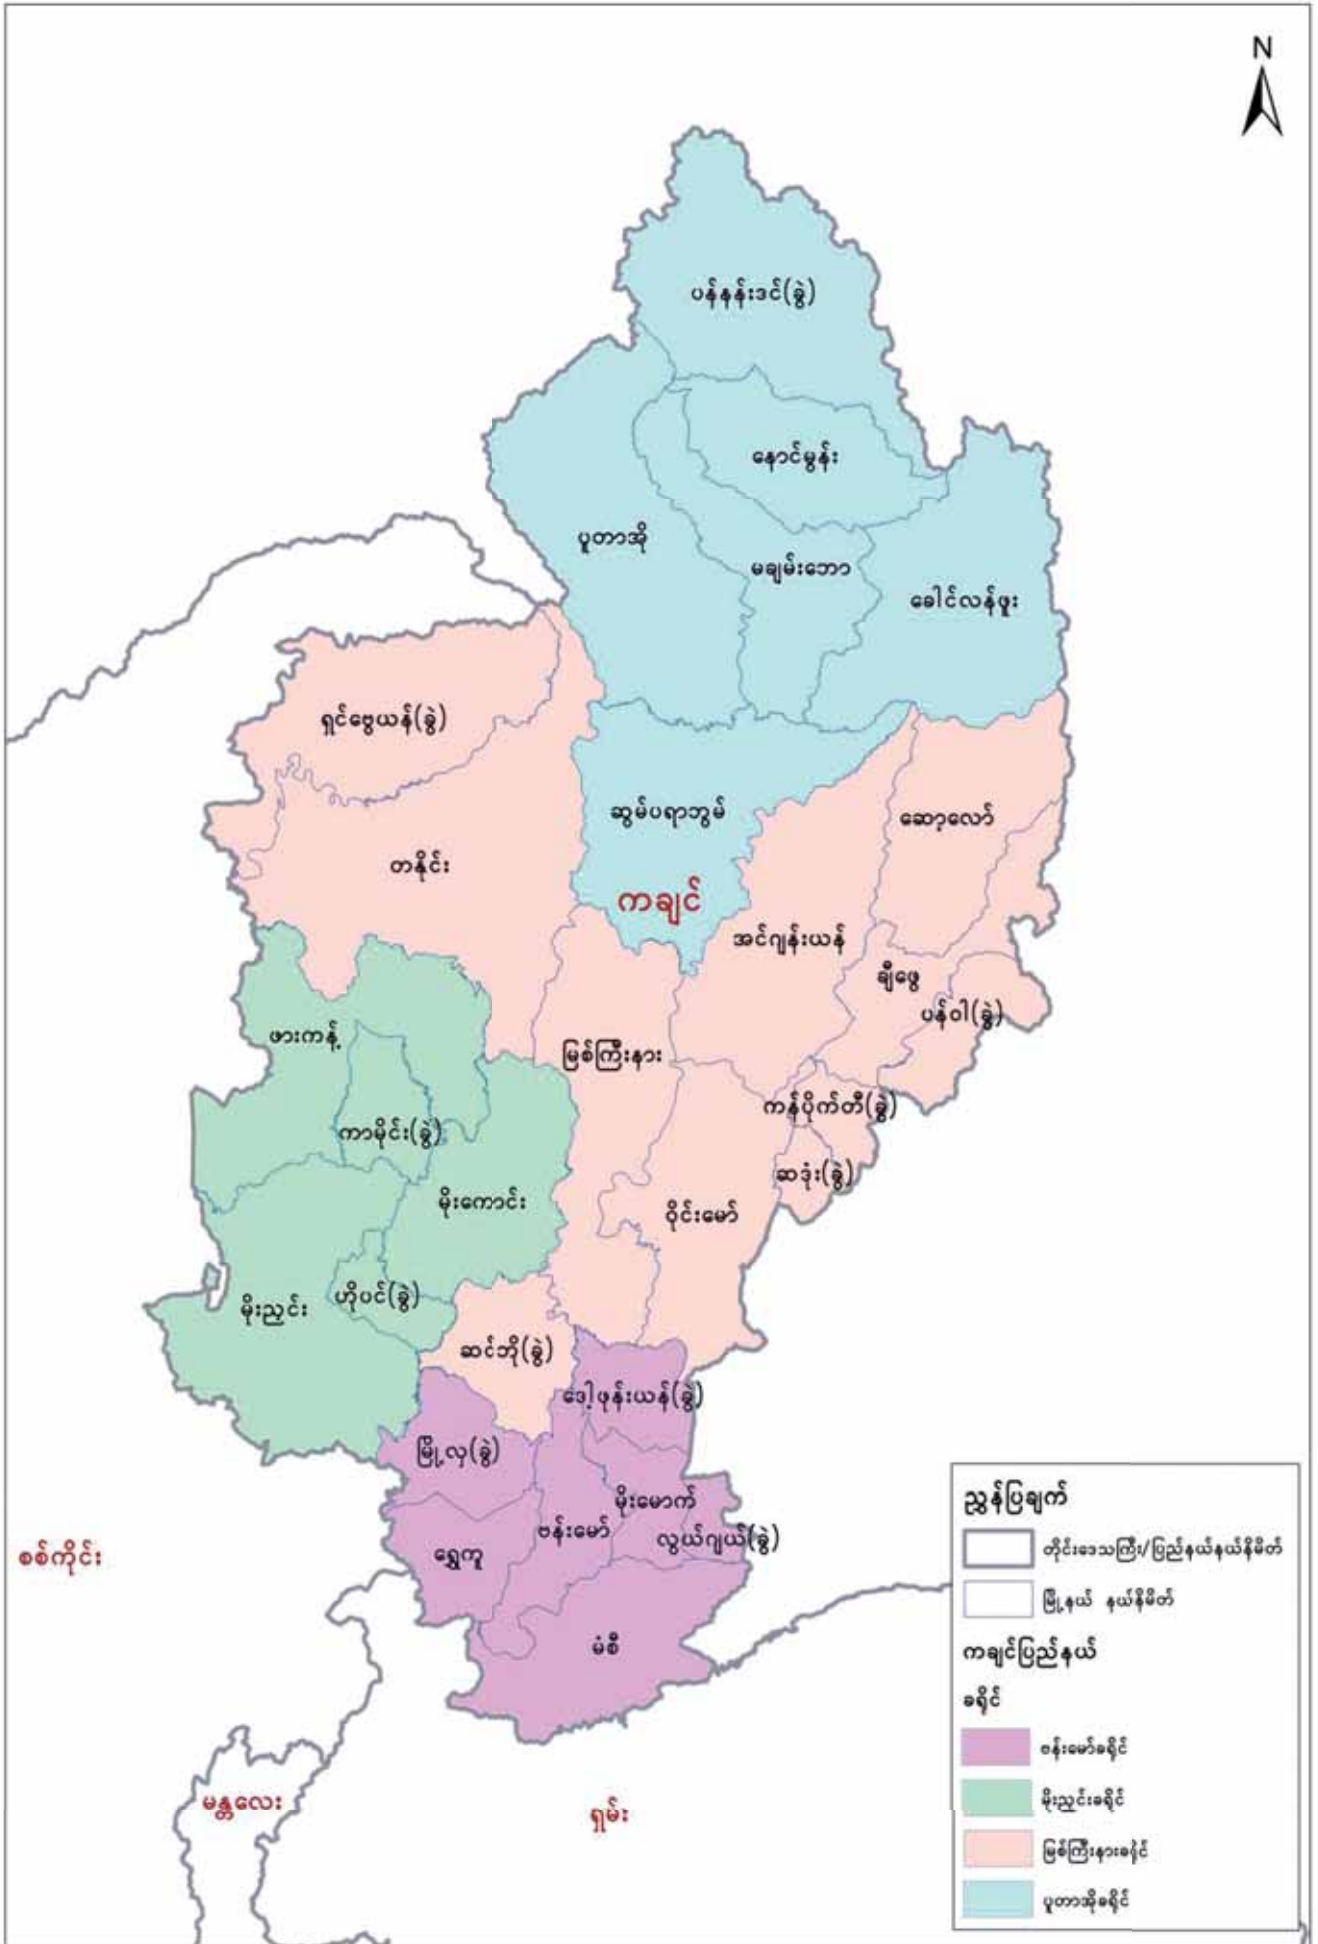 N
ပန်နန်းဒင်(ခွဲ)
နောင်မွန်း
ပူတာအို
မချမ်းဘော
ခေါင်လန်ဖူး
ရှင်ဗွေယန်(ခွဲ)
ဆွမ်ပရာဘွမ်
ဆော့လော်
တနိုင်း
ကချင်
အင်ဂျန်းယန်
ချီဖွေ
ပန်ဝါ(ခွဲ)
ဖားကန့်
မြစ်ကြီးနား
ကန်ပိုက်တီ(ခွဲ)
ကာမိုင်း(ခွဲ)
ဆဒုံး(ခွဲ)
မိုးကောင်း
ဝိုင်းမော်
ဟိုပင်(ခွဲ)
မိုးညှင်း
ဆင်ဘို(ခွဲ)
ဒေါ့ဖုန်းယန်(ခွဲ)
မြို့လှ(ခွဲ)
မိုးမောက်
ဗန်းမော်
လွယ်ဂျယ်(ခွဲ)
ရွှေကူ
စစ်ကိုင်း
မံစီ
မန္တလေး
ရှမ်း
ညွှန်ပြချက်
တိုင်းဒေသကြီး/ပြည်နယ်နယ်နိမိတ်
မြို့နယ် နယ်နိမိတ်
ကချင်ပြည်နယ်
ခရိုင်
ဗန်းမော်ခရိုင်
မိုးညှင်းခရိုင်
မြစ်ကြီးနားခရိုင်
ပူတာအိုခရိုင်